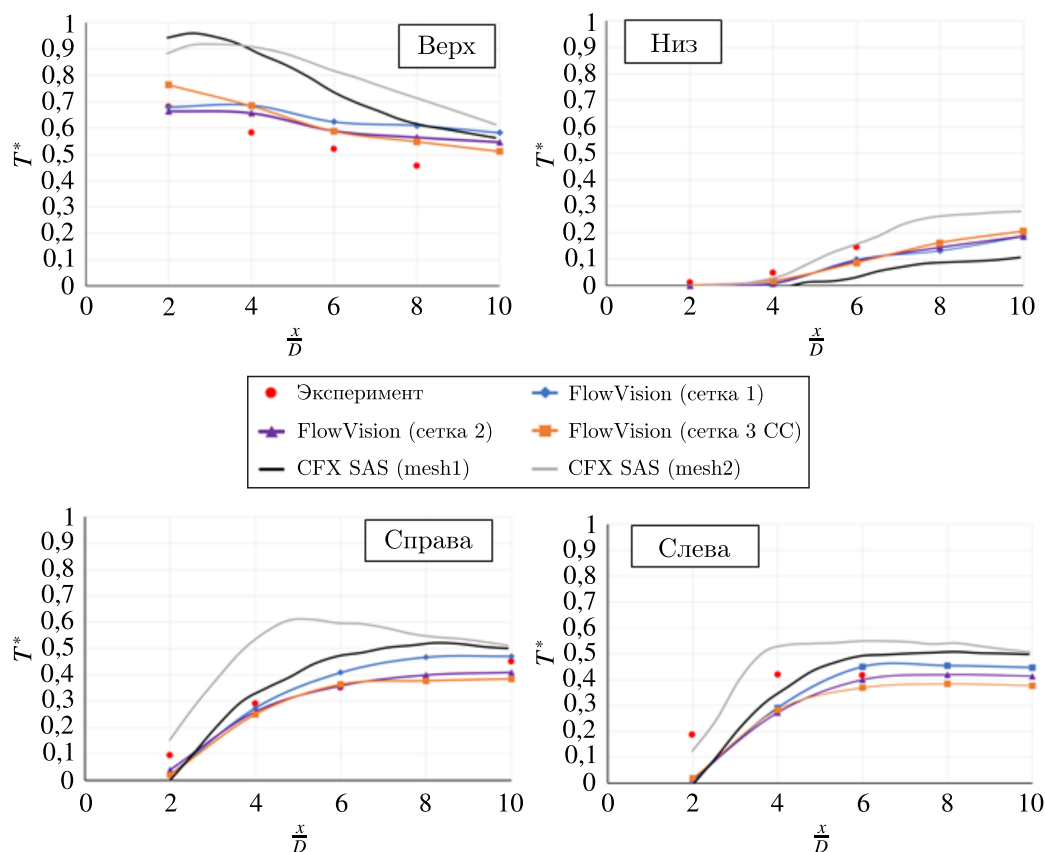 Верх
1
0,9
0,8
0,7
0,6
0,5
0,4
0,3
0,2
0,1
0
T*
0 2 4 6 8 10
x/D
Низ
1
0,9
0,8
0,7
0,6
0,5
0,4
0,3
0,2
0,1
0
T*
0 2 4 6 8 10
x/D
Эксперимент
FlowVision (сетка 1)
FlowVision (сетка 2)
FlowVision (сетка 3 СС)
CFX SAS (mesh1)
CFX SAS (mesh2)
Справа
1
0,9
0,8
0,7
0,6
0,5
0,4
0,3
0,2
0,1
0
T*
0 2 4 6 8 10
x/D
Слева
1
0,9
0,8
0,7
0,6
0,5
0,4
0,3
0,2
0,1
0
T*
0 2 4 6 8 10
x/D